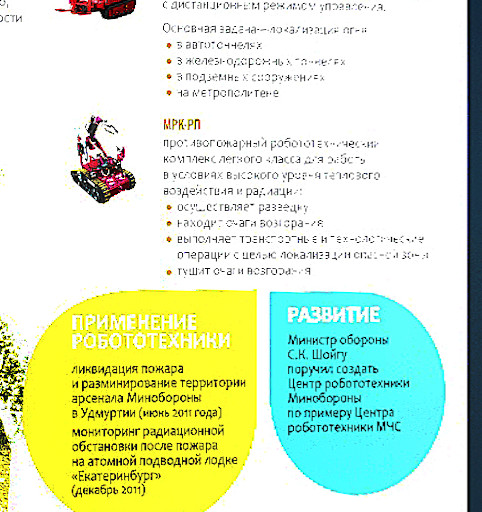 с дистанционным режимом управления.
ости
Основная задача – локализация огня
• в автотоннелях
• в железнодорожных тоннелях
• в подземных сооружениях
• на метрополитене
МРК-РП
противопожарный робототехнический
комплекс легкого класса для работы
в условиях высокого уровня теплового
воздействия и радиации:
• осуществляет разведку
• находит очаги возгорания
• выполняет транспортные и технологические
операции с целью локализации опасной зоны
• тушит очаги возгорания
ПРИМЕНЕНИЕ
РОБОТОТЕХНИКИ
ликвидация пожара
и разминирование территории
арсенала Минобороны
в Удмуртии (июнь 2011 года)
мониторинг радиационной
обстановки после пожара
на атомной подводной лодке
«Екатеринбург»
(декабрь 2011)
РАЗВИТИЕ
Министр обороны
С.К. Шойгу
поручил создать
Центр робототехники
Минобороны
по примеру Центра
робототехники МЧС